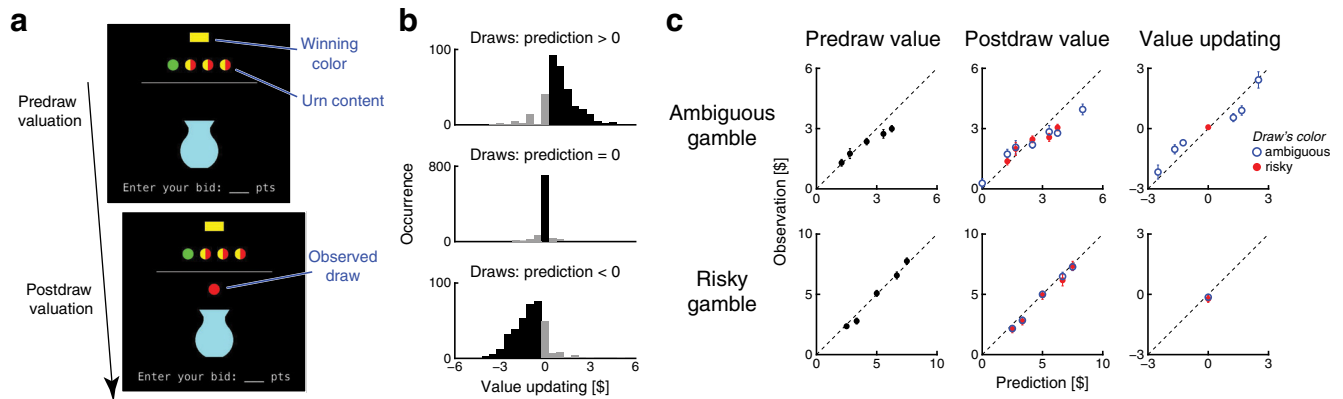 a
Winning
color
Urn content
Predraw
valuation
Enter your bid: ___ pts
Observed
draw
Postdraw
valuation
Enter your bid: ___ pts
b
Draws: prediction > 0
100
0
Draws: prediction = 0
800
0
Occurrence
Draws: prediction < 0
100
0
−6 −3 0 3 6
Value updating [$]
c
Predraw value
Postdraw value
Value updating
Ambiguous
gamble
Risky
gamble
Observation [$]
6
3
0
0 3 6
6
3
0
0 3 6
3
0
−3
−3 0 3
Draw's color
ambiguous
risky
10
5
0
0 5 10
10
5
0
0 5 10
3
0
−3
−3 0 3
Prediction [$]